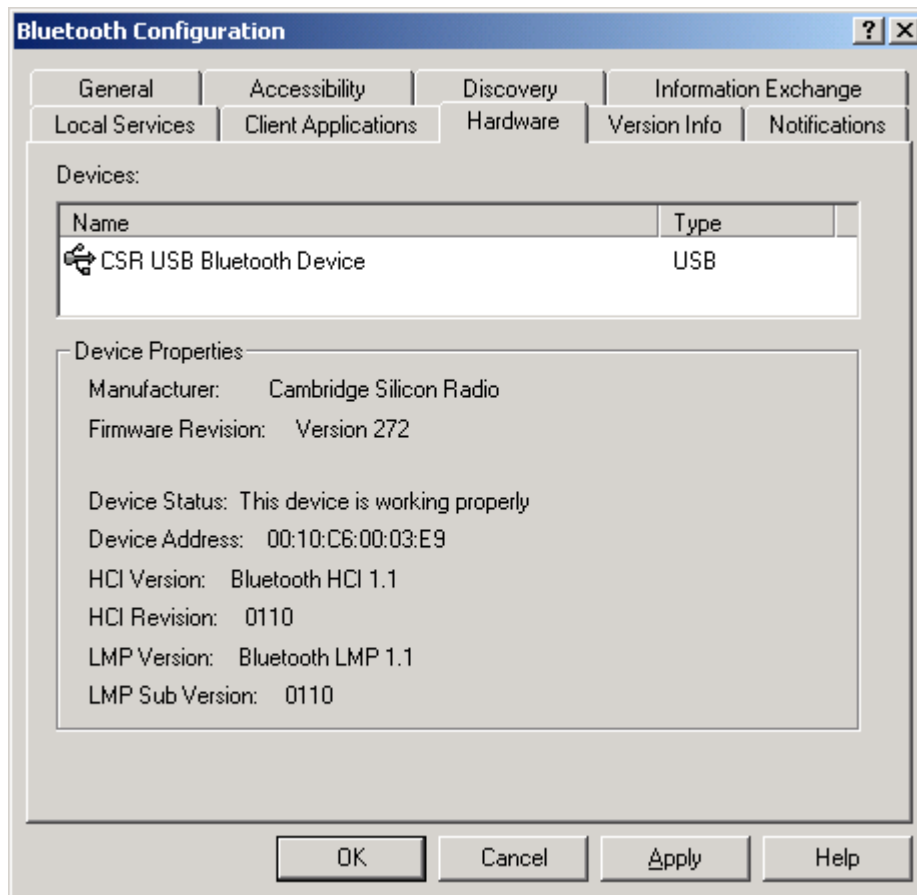 Bluetooth Configuration
General Accessibility Discovery Information Exchange
Local Services Client Applications Hardware Version Info Notifications
Devices:
Name Type
CSR USB Bluetooth Device USB
Device Properties
Manufacturer: Cambridge Silicon Radio
Firmware Revision: Version 272
Device Status: This device is working properly
Device Address: 00:10:C6:00:03:E9
HCI Version: Bluetooth HCI 1.1
HCI Revision: 0110
LMP Version: Bluetooth LMP 1.1
LMP Sub Version: 0110
OK Cancel Apply Help